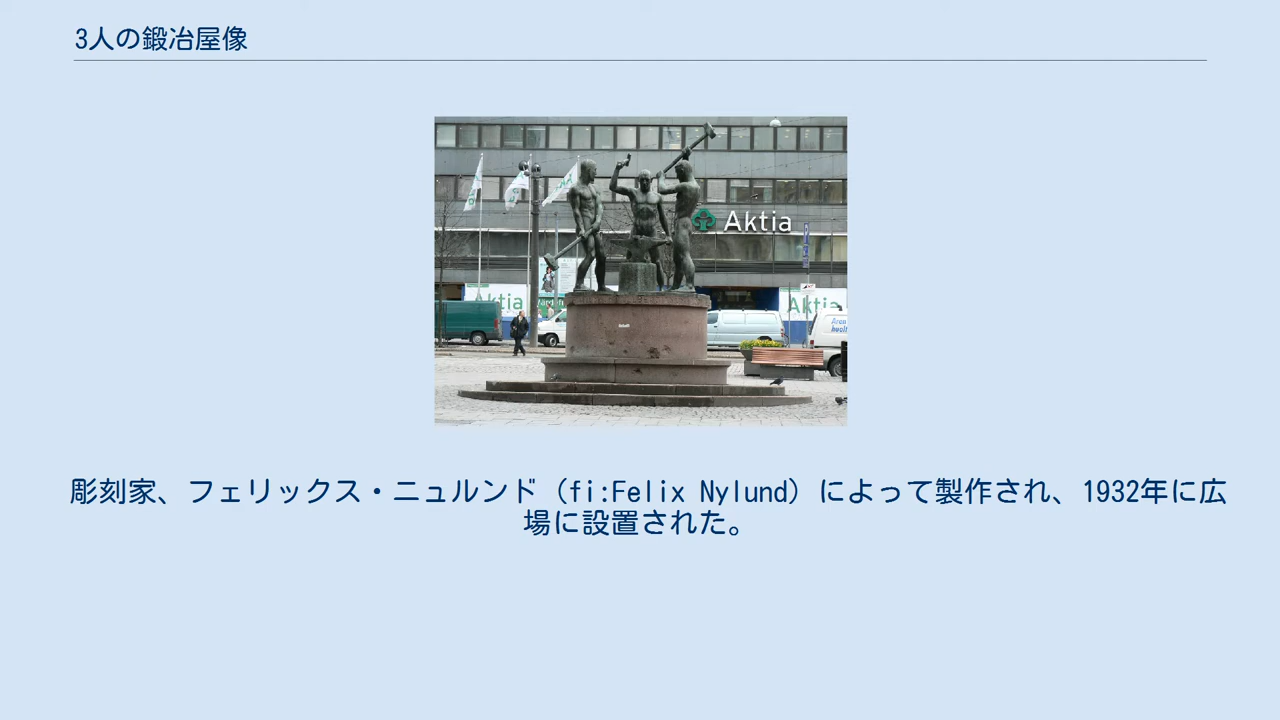 3人の鍛冶屋像
Aktia
Aktia
Aktia
彫刻家、フェリックス・ニュルンド（fi:Felix Nylund）によって製作され、1932年に広
場に設置された。